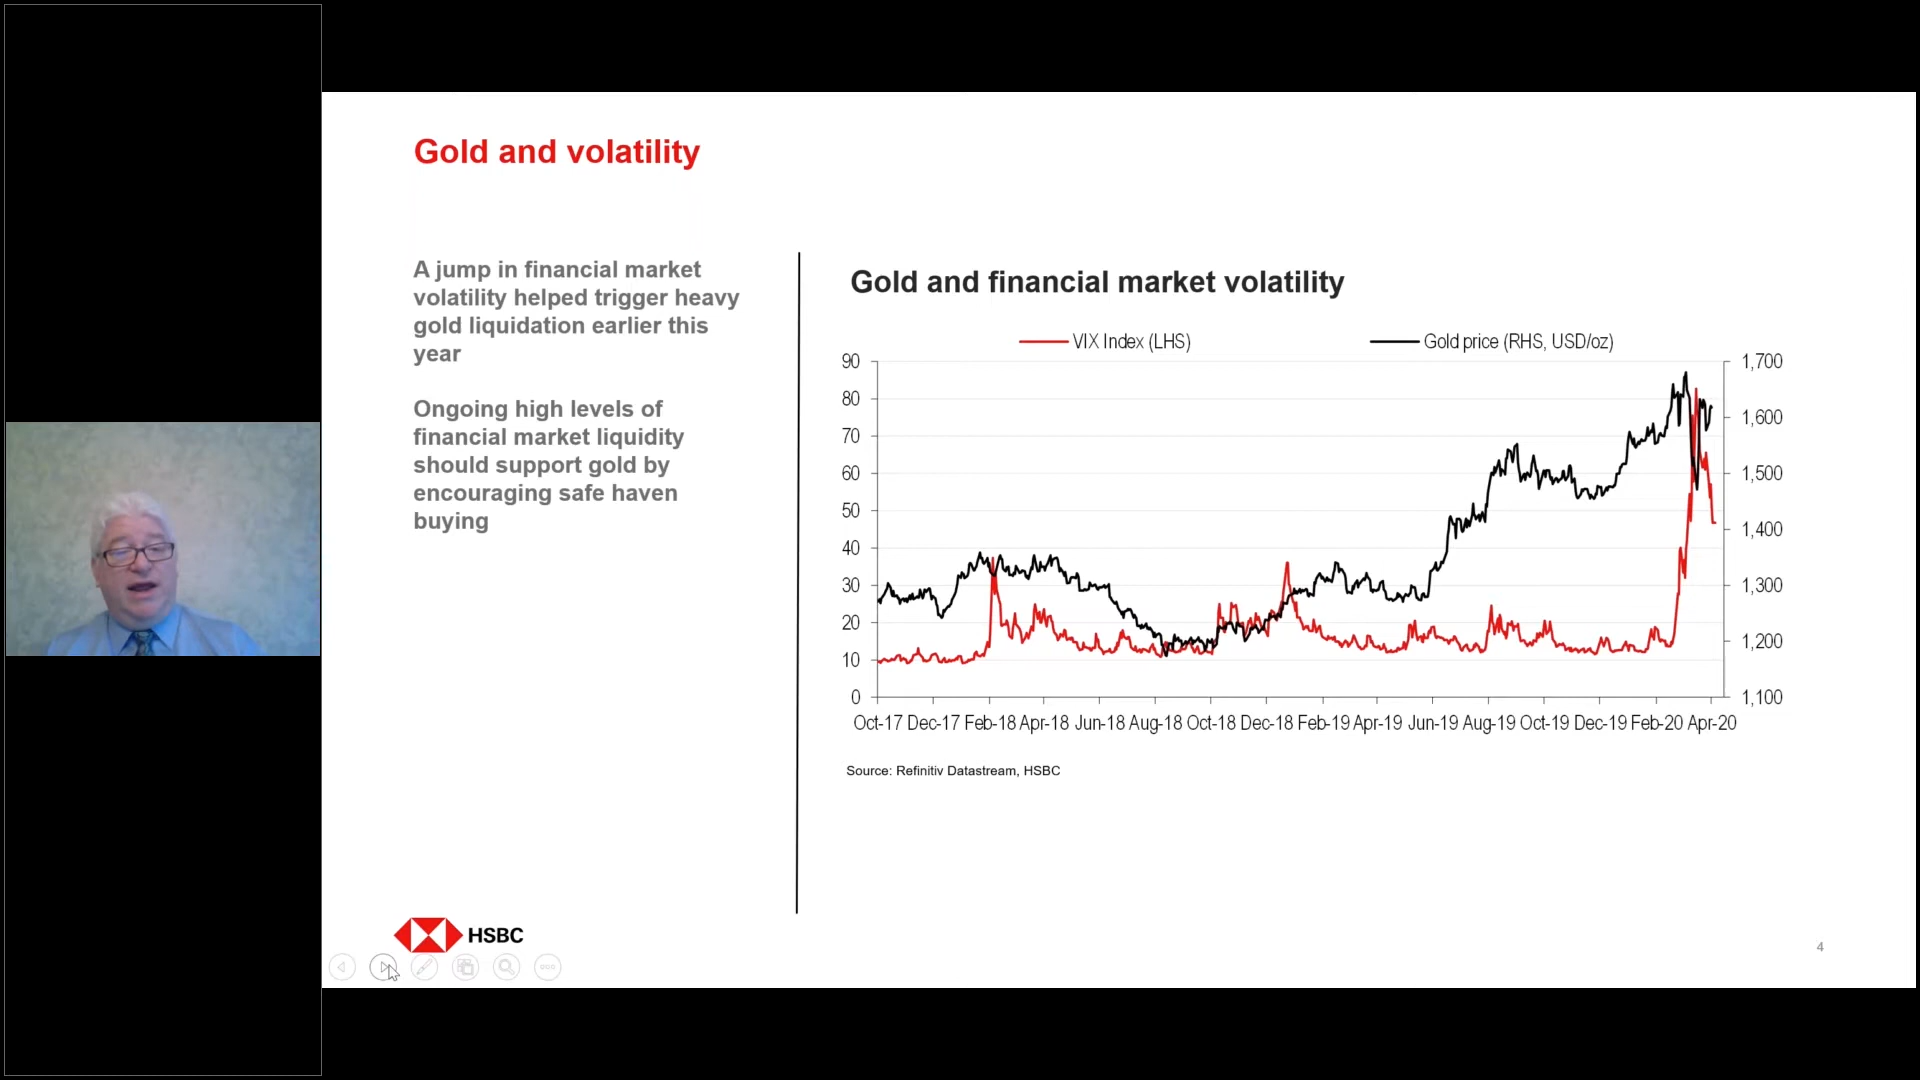 Gold and volatility
A jump in financial market
volatility helped trigger heavy
gold liquidation earlier this
year
Ongoing high levels of
financial market liquidity
should support gold by
encouraging safe haven
buying
Gold and financial market volatility
VIX Index (LHS) Gold price (RHS, USD/oz)
90 1,700
80 1,600
70
60 1,500
50 1,400
40
30 1,300
20 1,200
10
0 1,100
Oct-17 Dec-17 Feb-18 Apr-18 Jun-18 Aug-18 Oct-18 Dec-18 Feb-19 Apr-19 Jun-19 Aug-19 Oct-19 Dec-19 Feb-20 Apr-20
Source: Refinitiv Datastream, HSBC
HSBC
4